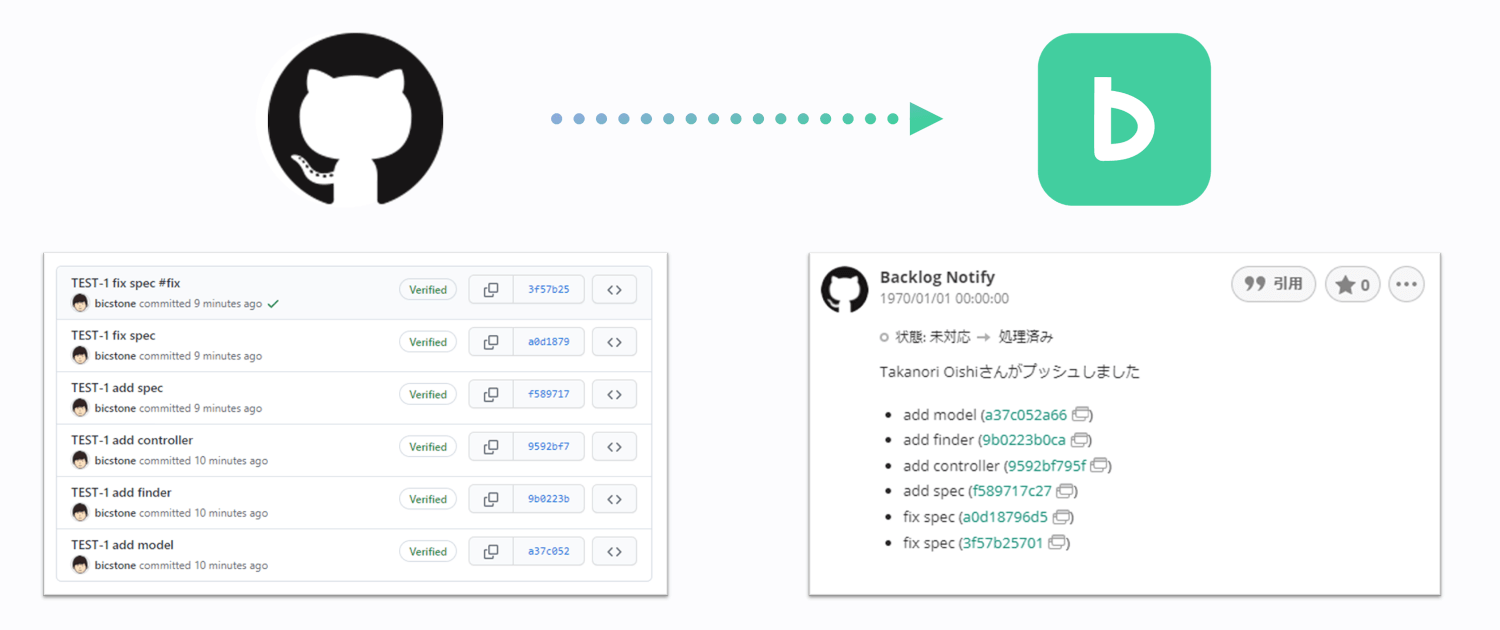 TEST-1 fix spec #fix
bicstone committed 9 minutes ago
Verified
3f57b25
TEST-1 fix spec
bicstone committed 9 minutes ago
Verified
a0d1879
TEST-1 add spec
bicstone committed 9 minutes ago
Verified
f589717
TEST-1 add controller
bicstone committed 10 minutes ago
Verified
9592bf7
TEST-1 add finder
bicstone committed 10 minutes ago
Verified
9b0223b
TEST-1 add model
bicstone committed 10 minutes ago
Verified
a37c052
Backlog Notify
1970/01/01 00:00:00
引用
0
状態: 未対応 → 処理済み
Takanori Oishiさんがプッシュしました
add model (a37c052a66)
add finder (9b0223b0ca)
add controller (9592bf795f)
add spec (f589717c27)
fix spec (a0d18796d5)
fix spec (3f57b25701)